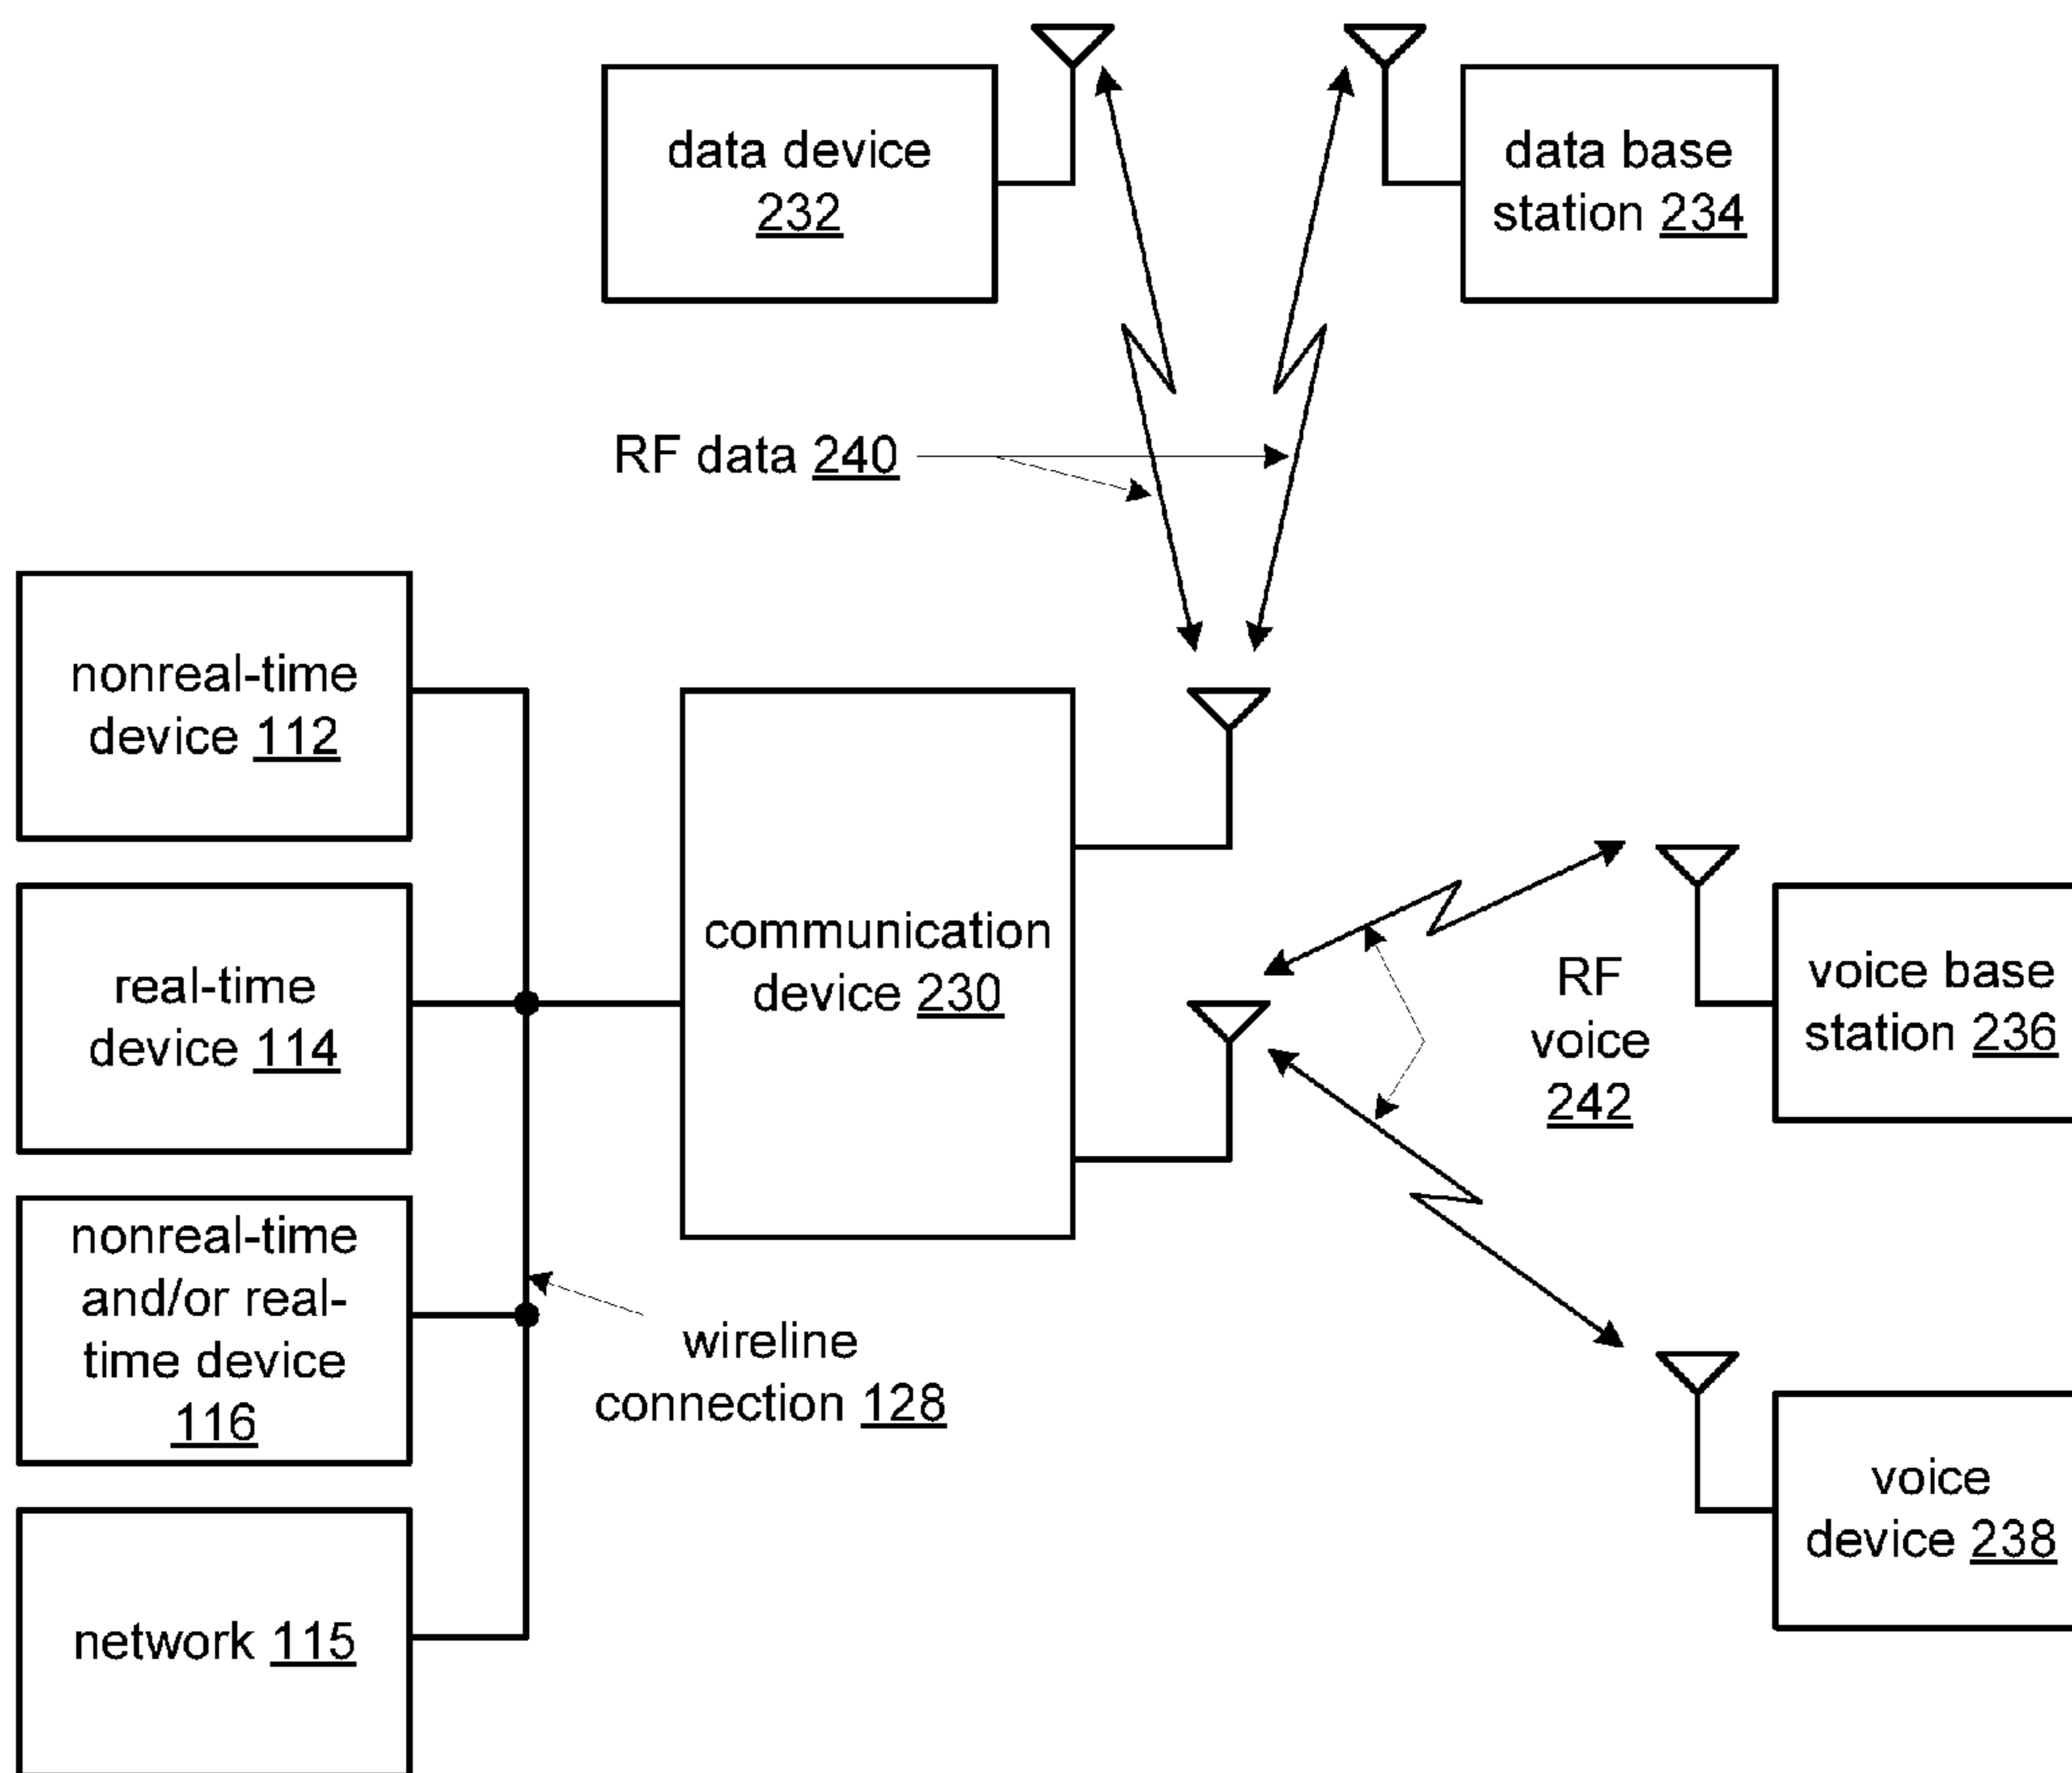 data device
232
data base
station 234
RF data 240
nonreal-time
device 112
real-time
device 114
nonreal-time
and/or real-
time device
116
network 115
communication
device 230
wireline
connection 128
RF
voice
242
voice base
station 236
voice
device 238